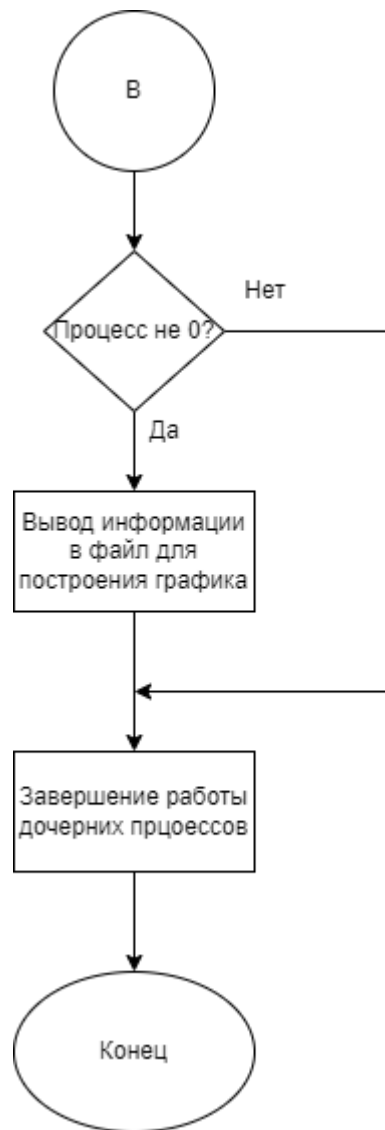 В
Процесс не 0?
Нет
Да
Вывод информации
в файл для
построения графика
Завершение работы
дочерних прцоессов
Конец